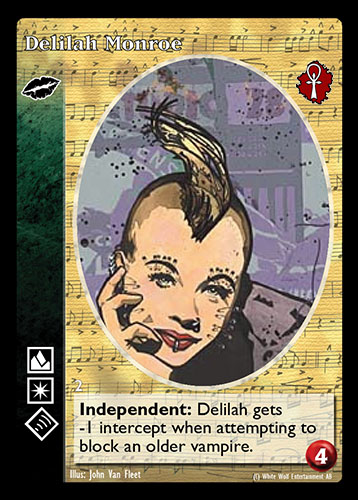 Delilah Monroe
2
Independent: Delilah gets
-1 intercept when attempting to
block an older vampire.
4
Illus: John Van Fleet
(C) White Wolf Entertainment AB